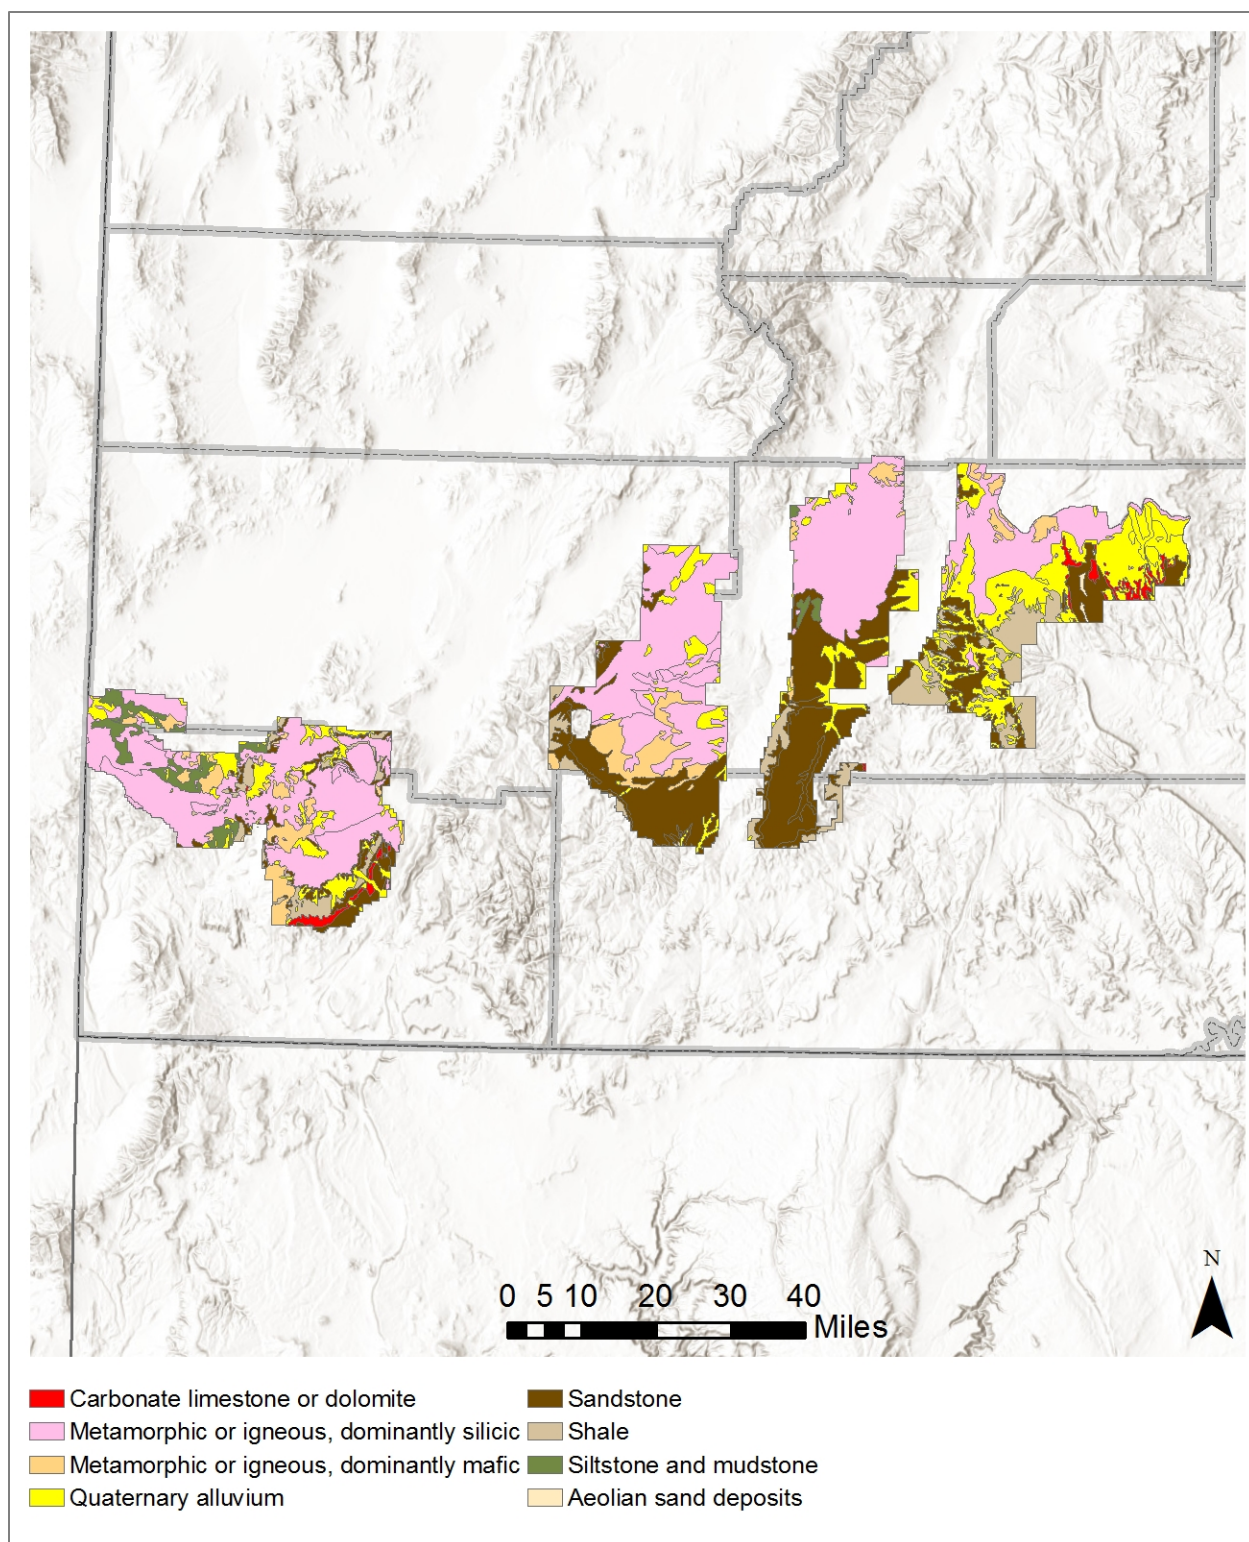 N
0 5 10 20 30 40
Miles
Carbonate limestone or dolomite
Metamorphic or igneous, dominantly silicic
Metamorphic or igneous, dominantly mafic
Quaternary alluvium
Sandstone
Shale
Siltstone and mudstone
Aeolian sand deposits